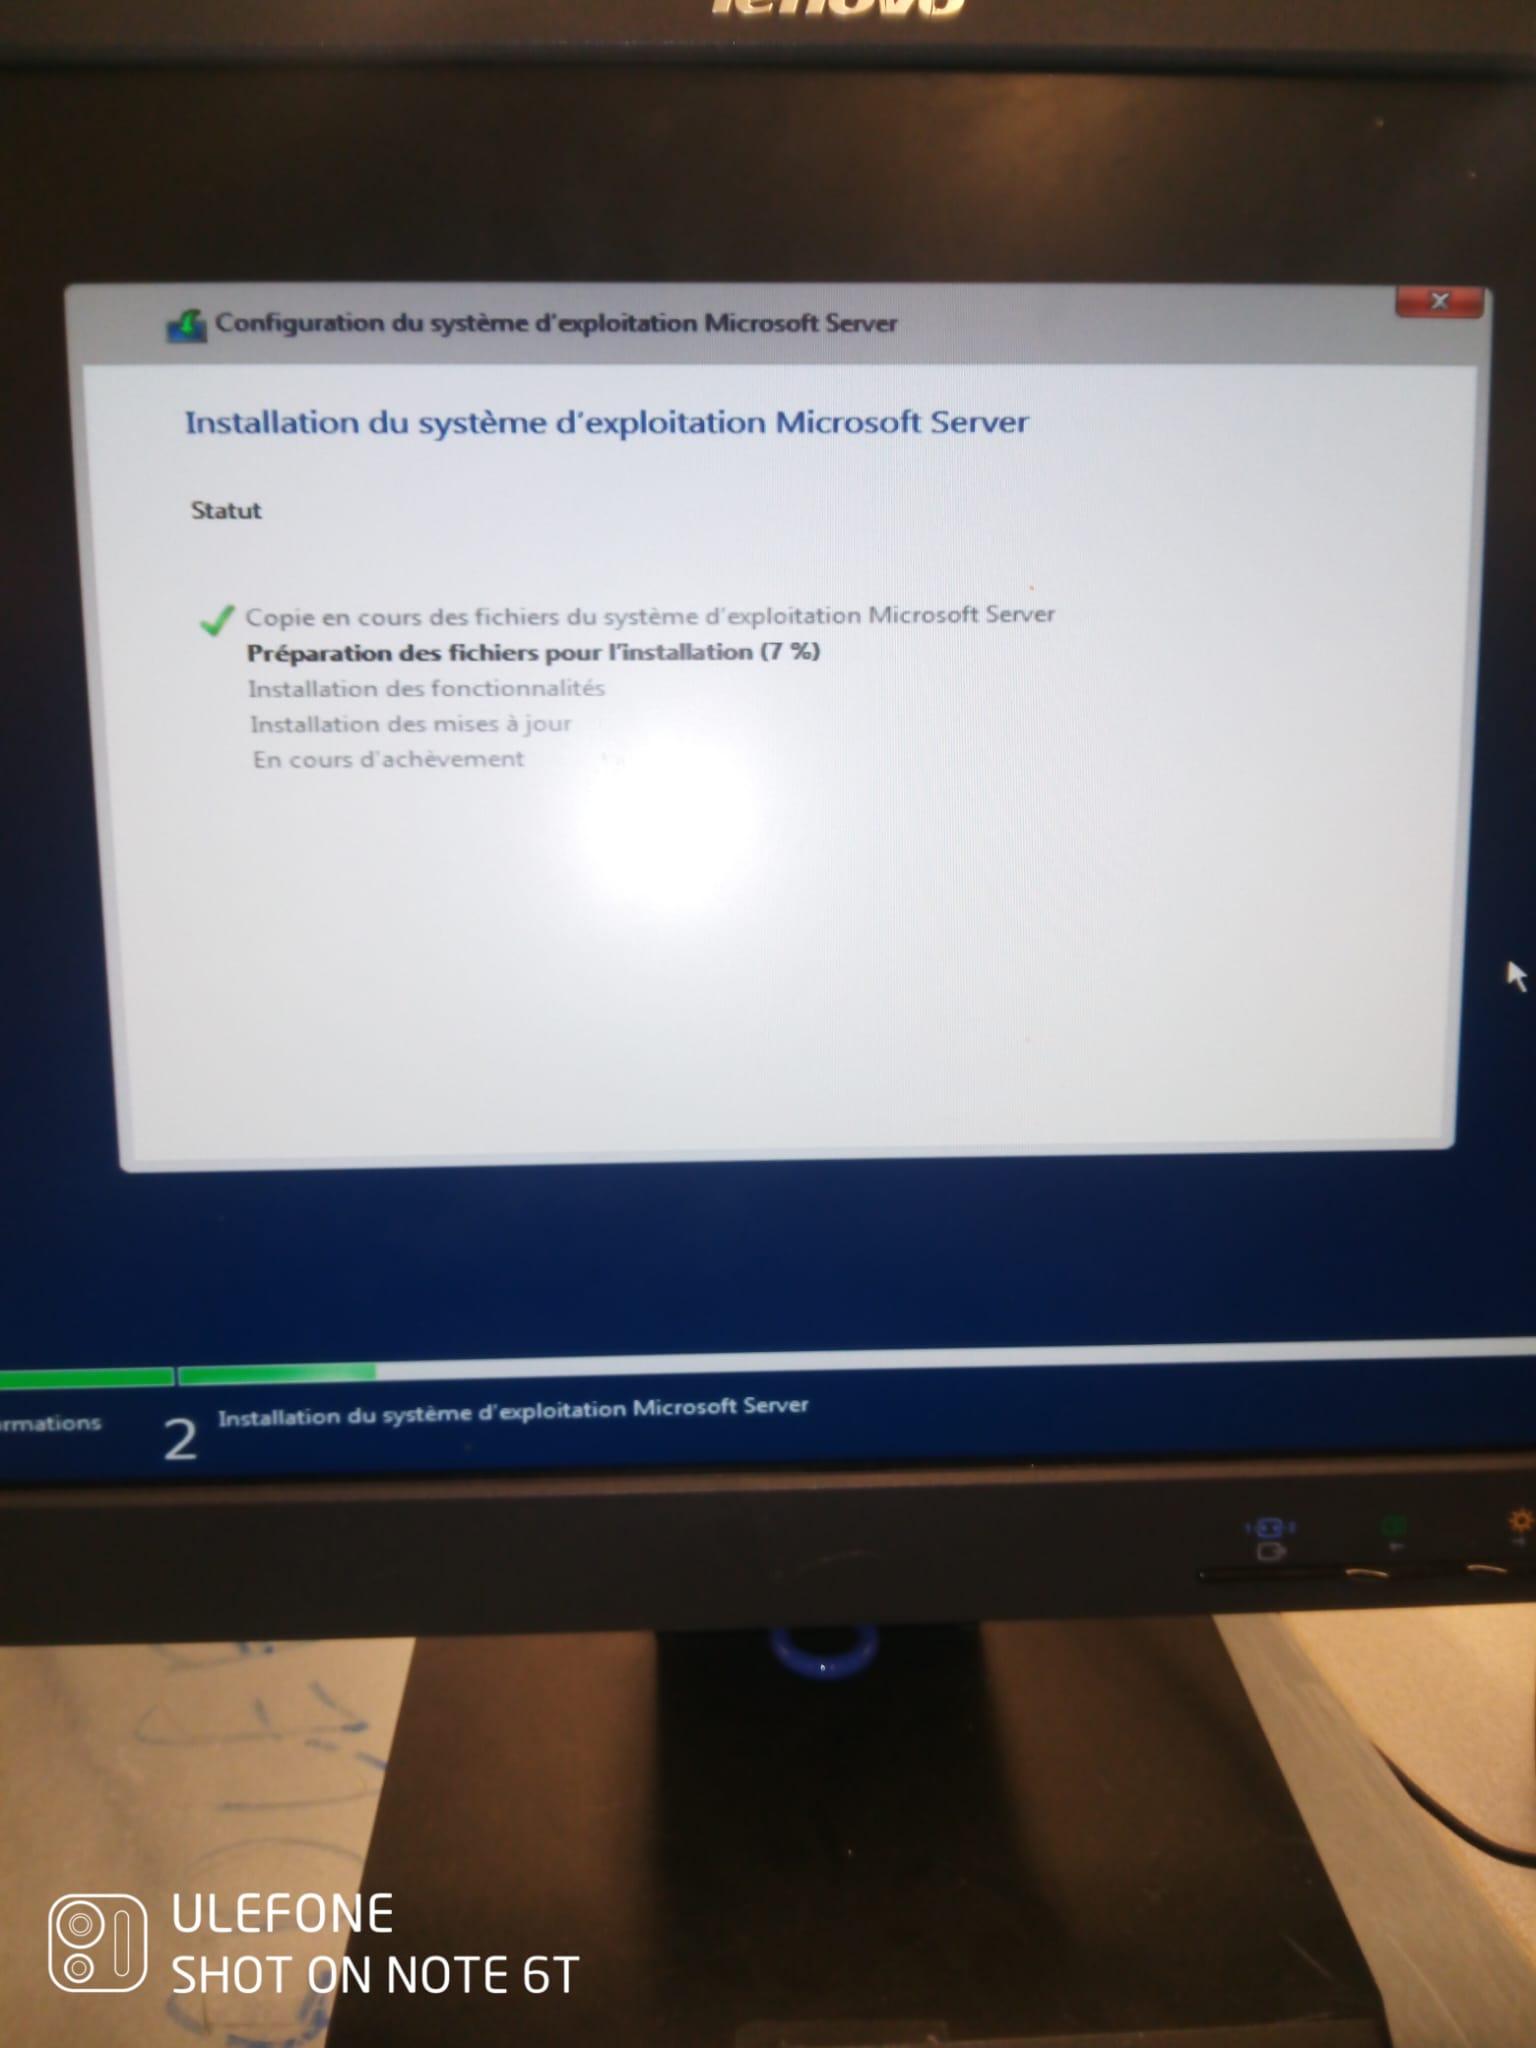 lenovo
Configuration du système d'exploitation Microsoft Server
Installation du système d'exploitation Microsoft Server
Statut
Copie en cours des fichiers du système d'exploitation Microsoft Server
Préparation des fichiers pour l'installation (7 %)
Installation des fonctionnalités
Installation des mises à jour
En cours d'achèvement
rmations
2 Installation du système d'exploitation Microsoft Server
ULEFONE
SHOT ON NOTE 6T